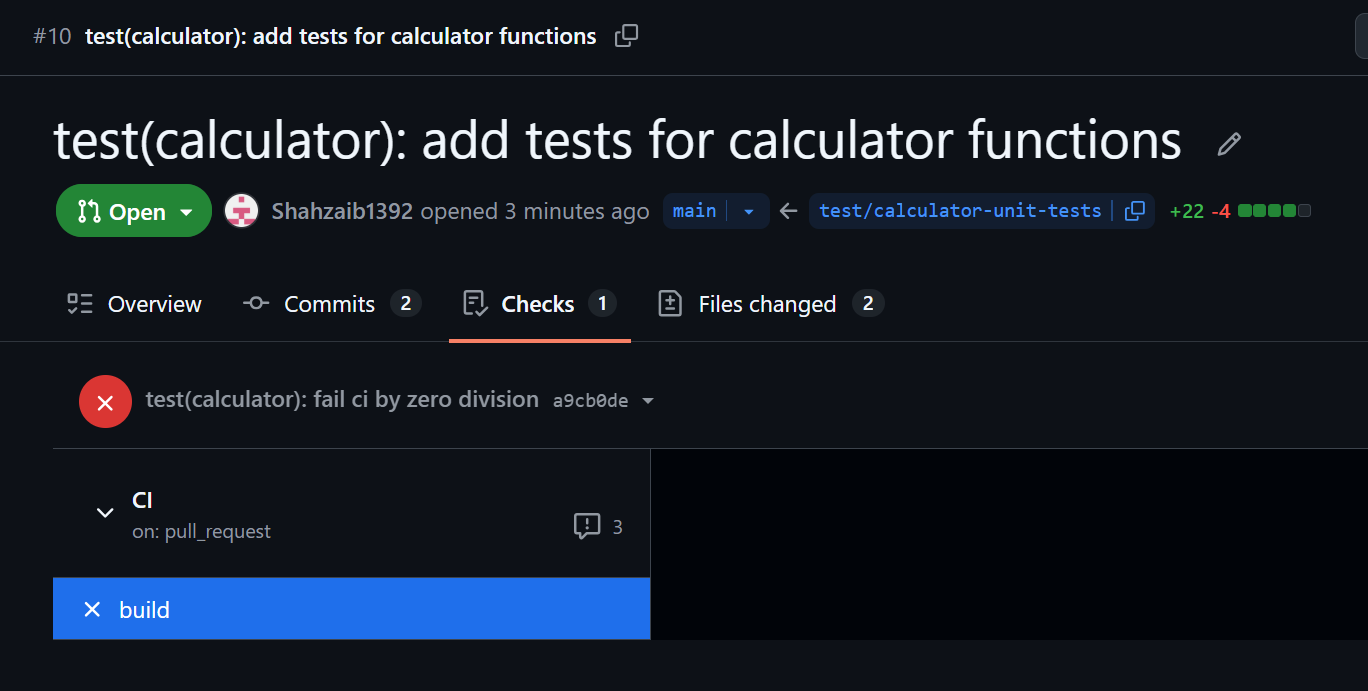 #10 test(calculator): add tests for calculator functions
test(calculator): add tests for calculator functions
Open Shahzaib1392 opened 3 minutes ago main test/calculator-unit-tests +22 -4
Overview Commits 2 Checks 1 Files changed 2
test(calculator): fail ci by zero division a9cb0de
CI
on: pull_request
3
build